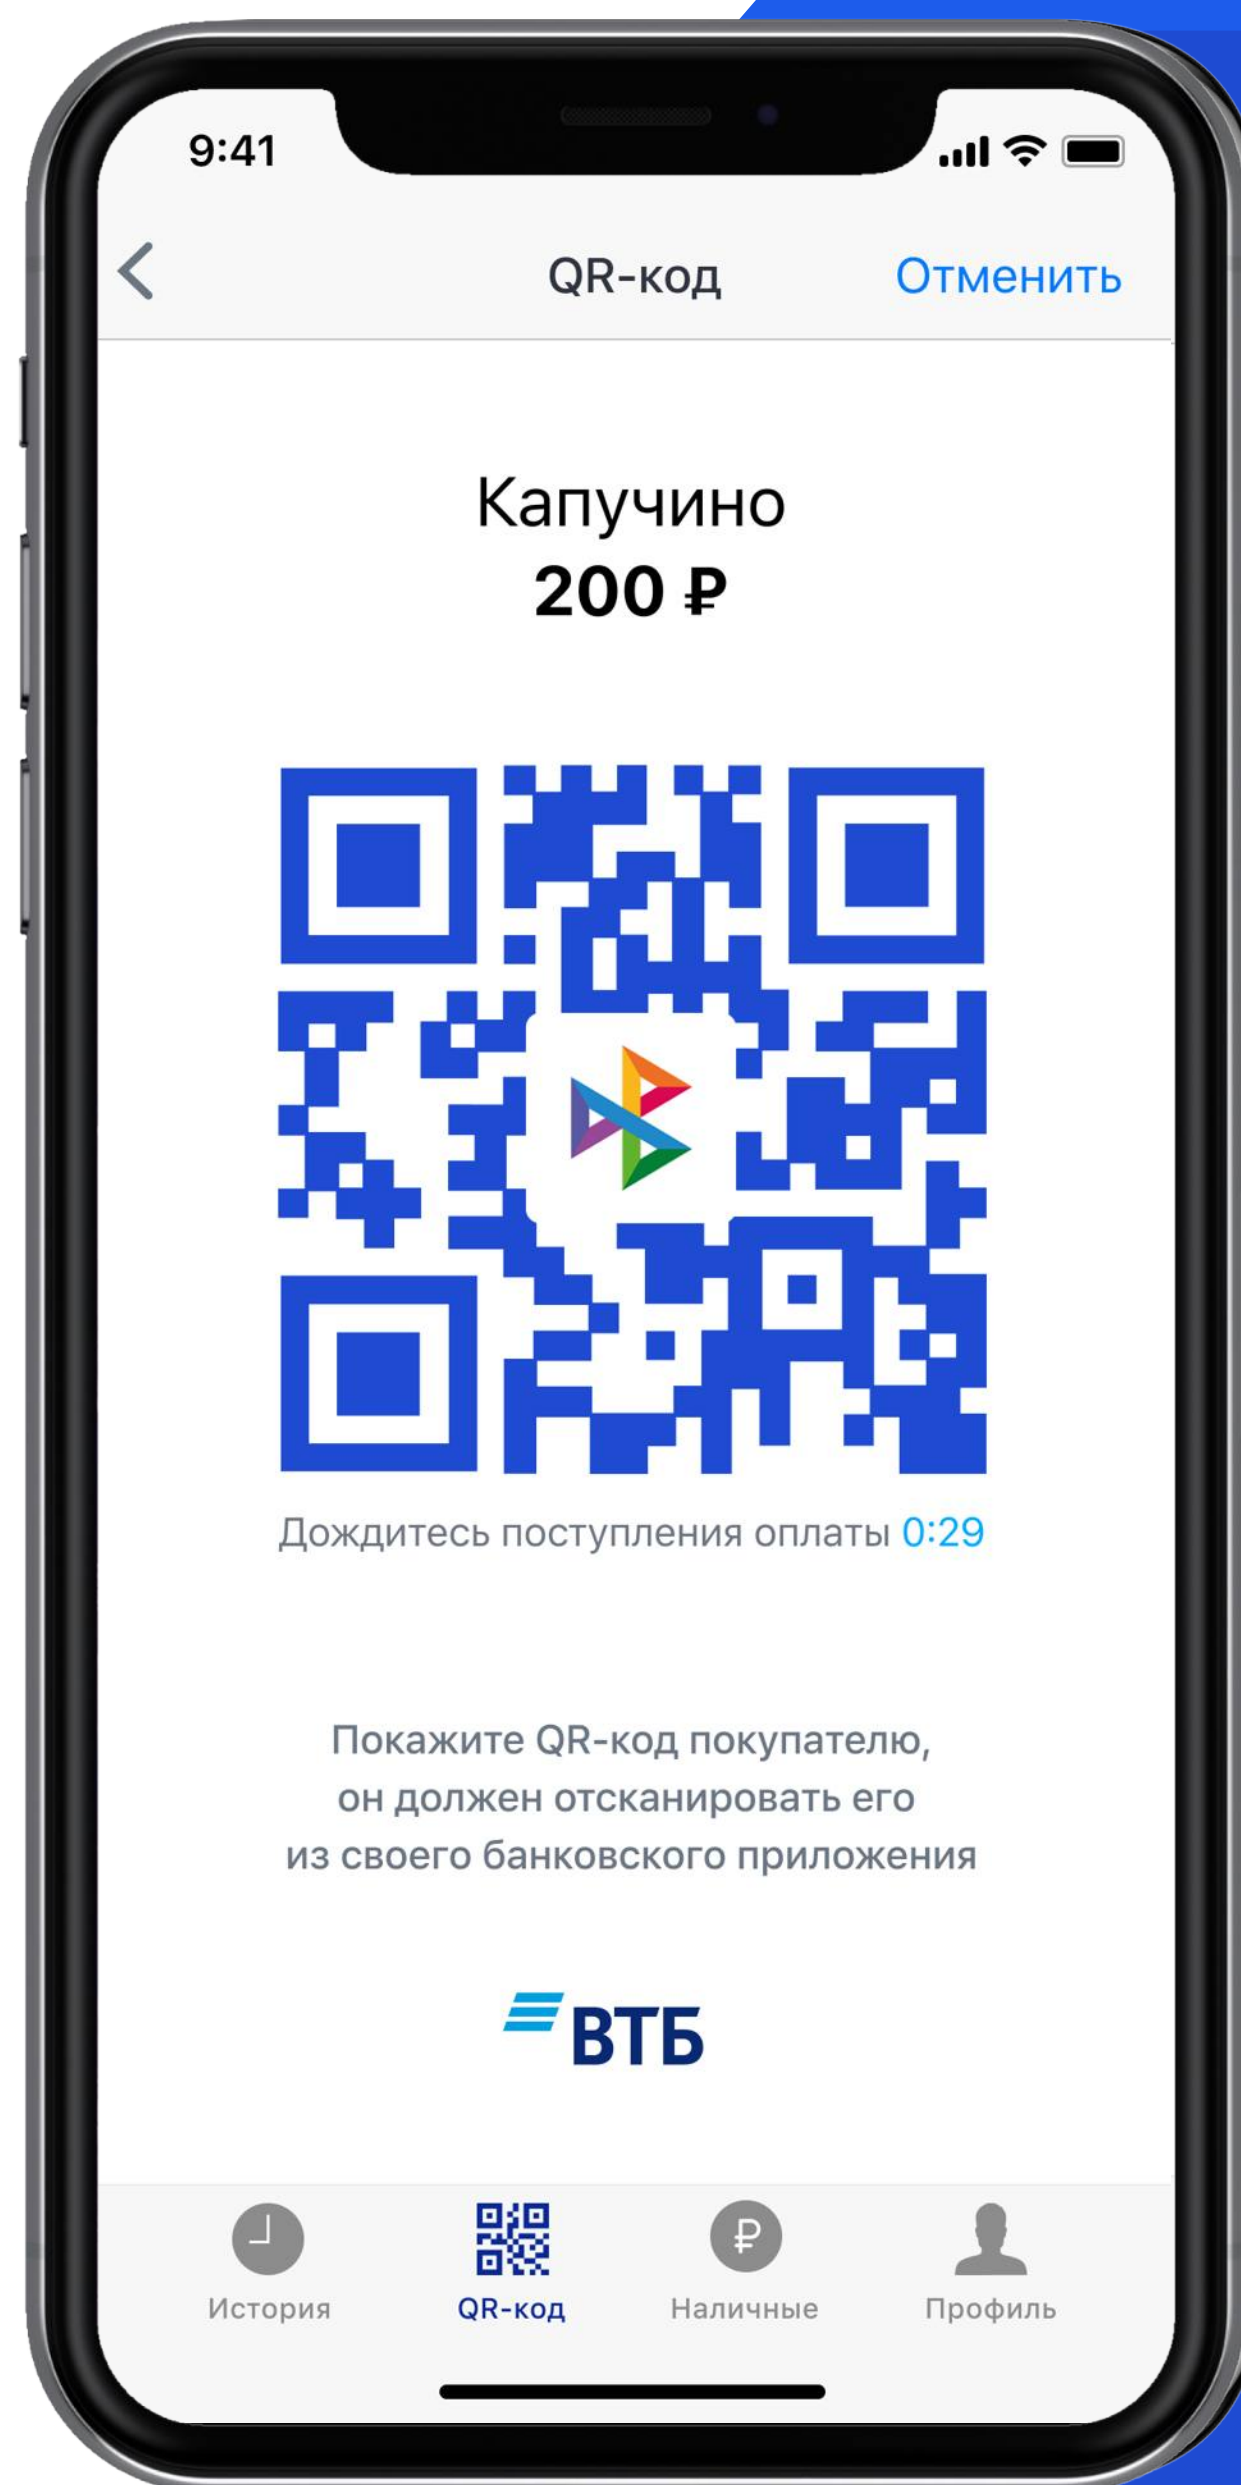 9:41
QR-код
Отменить
Капучино
200 ₽
Дождитесь поступления оплаты 0:29
Покажите QR-код покупателю,
он должен отсканировать его
из своего банковского приложения
ВТБ
История
QR-код
₽
Наличные
Профиль